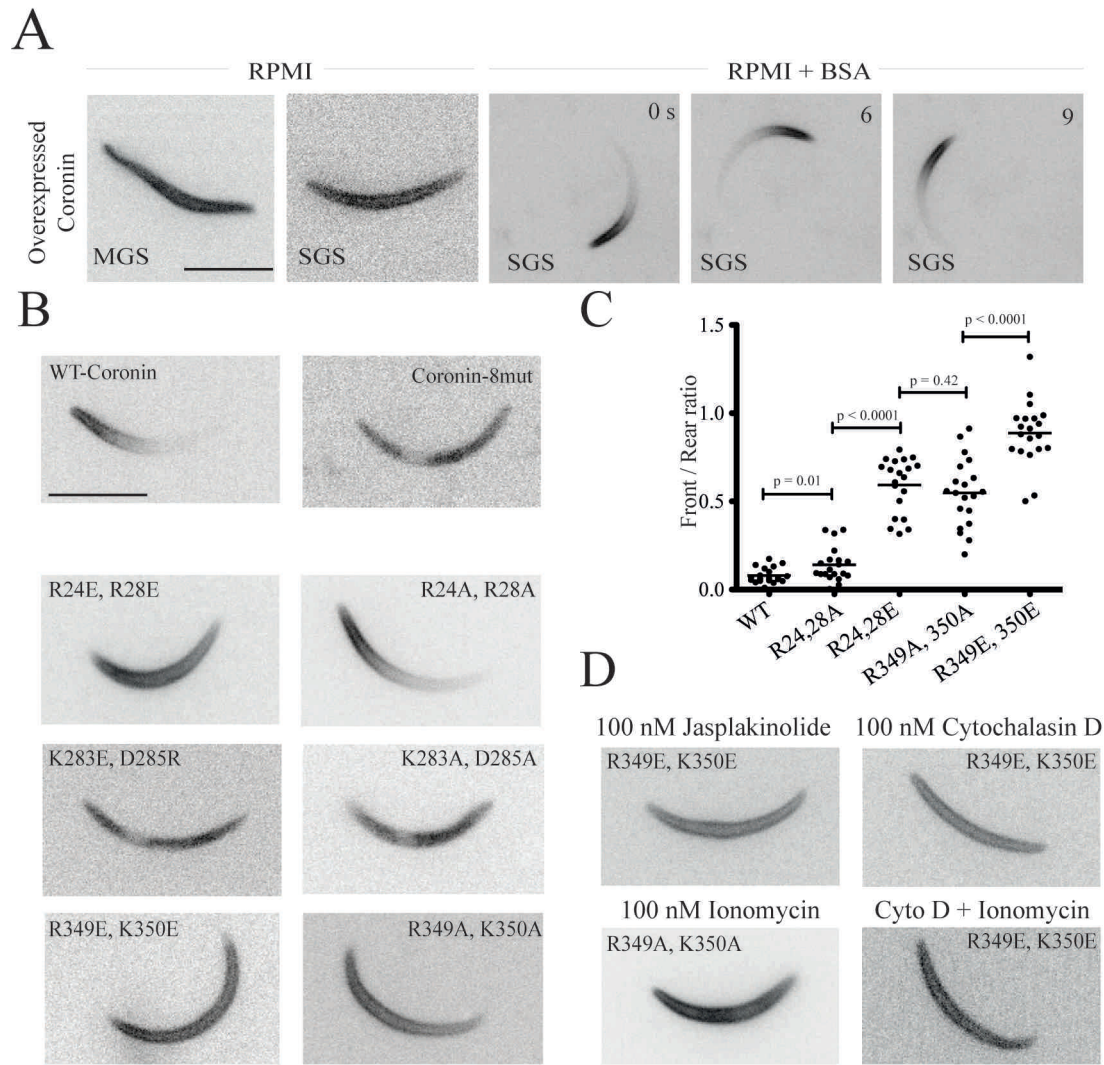 A
RPMI
RPMI + BSA
Overexpressed
Coronin
MGS
SGS
0 s
SGS
6
SGS
9
SGS
B
WT-Coronin
Coronin-8mut
R24E, R28E
R24A, R28A
K283E, D285R
K283A, D285A
R349E, K350E
R349A, K350A
C
Front / Rear ratio
1.5
1.0
0.5
0.0
p = 0.01
p < 0.0001
p = 0.42
p < 0.0001
WT
R24,28A
R24,28E
R349A, 350A
R349E, 350E
D
100 nM Jasplakinolide
R349E, K350E
100 nM Cytochalasin D
R349E, K350E
100 nM Ionomycin
R349A, K350A
Cyto D + Ionomycin
R349E, K350E